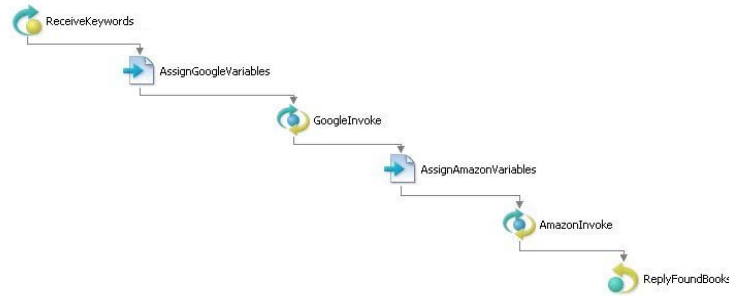 ReceiveKeywords
AssignGoogleVariables
GoogleInvoke
AssignAmazonVariables
AmazonInvoke
ReplyFoundBooks